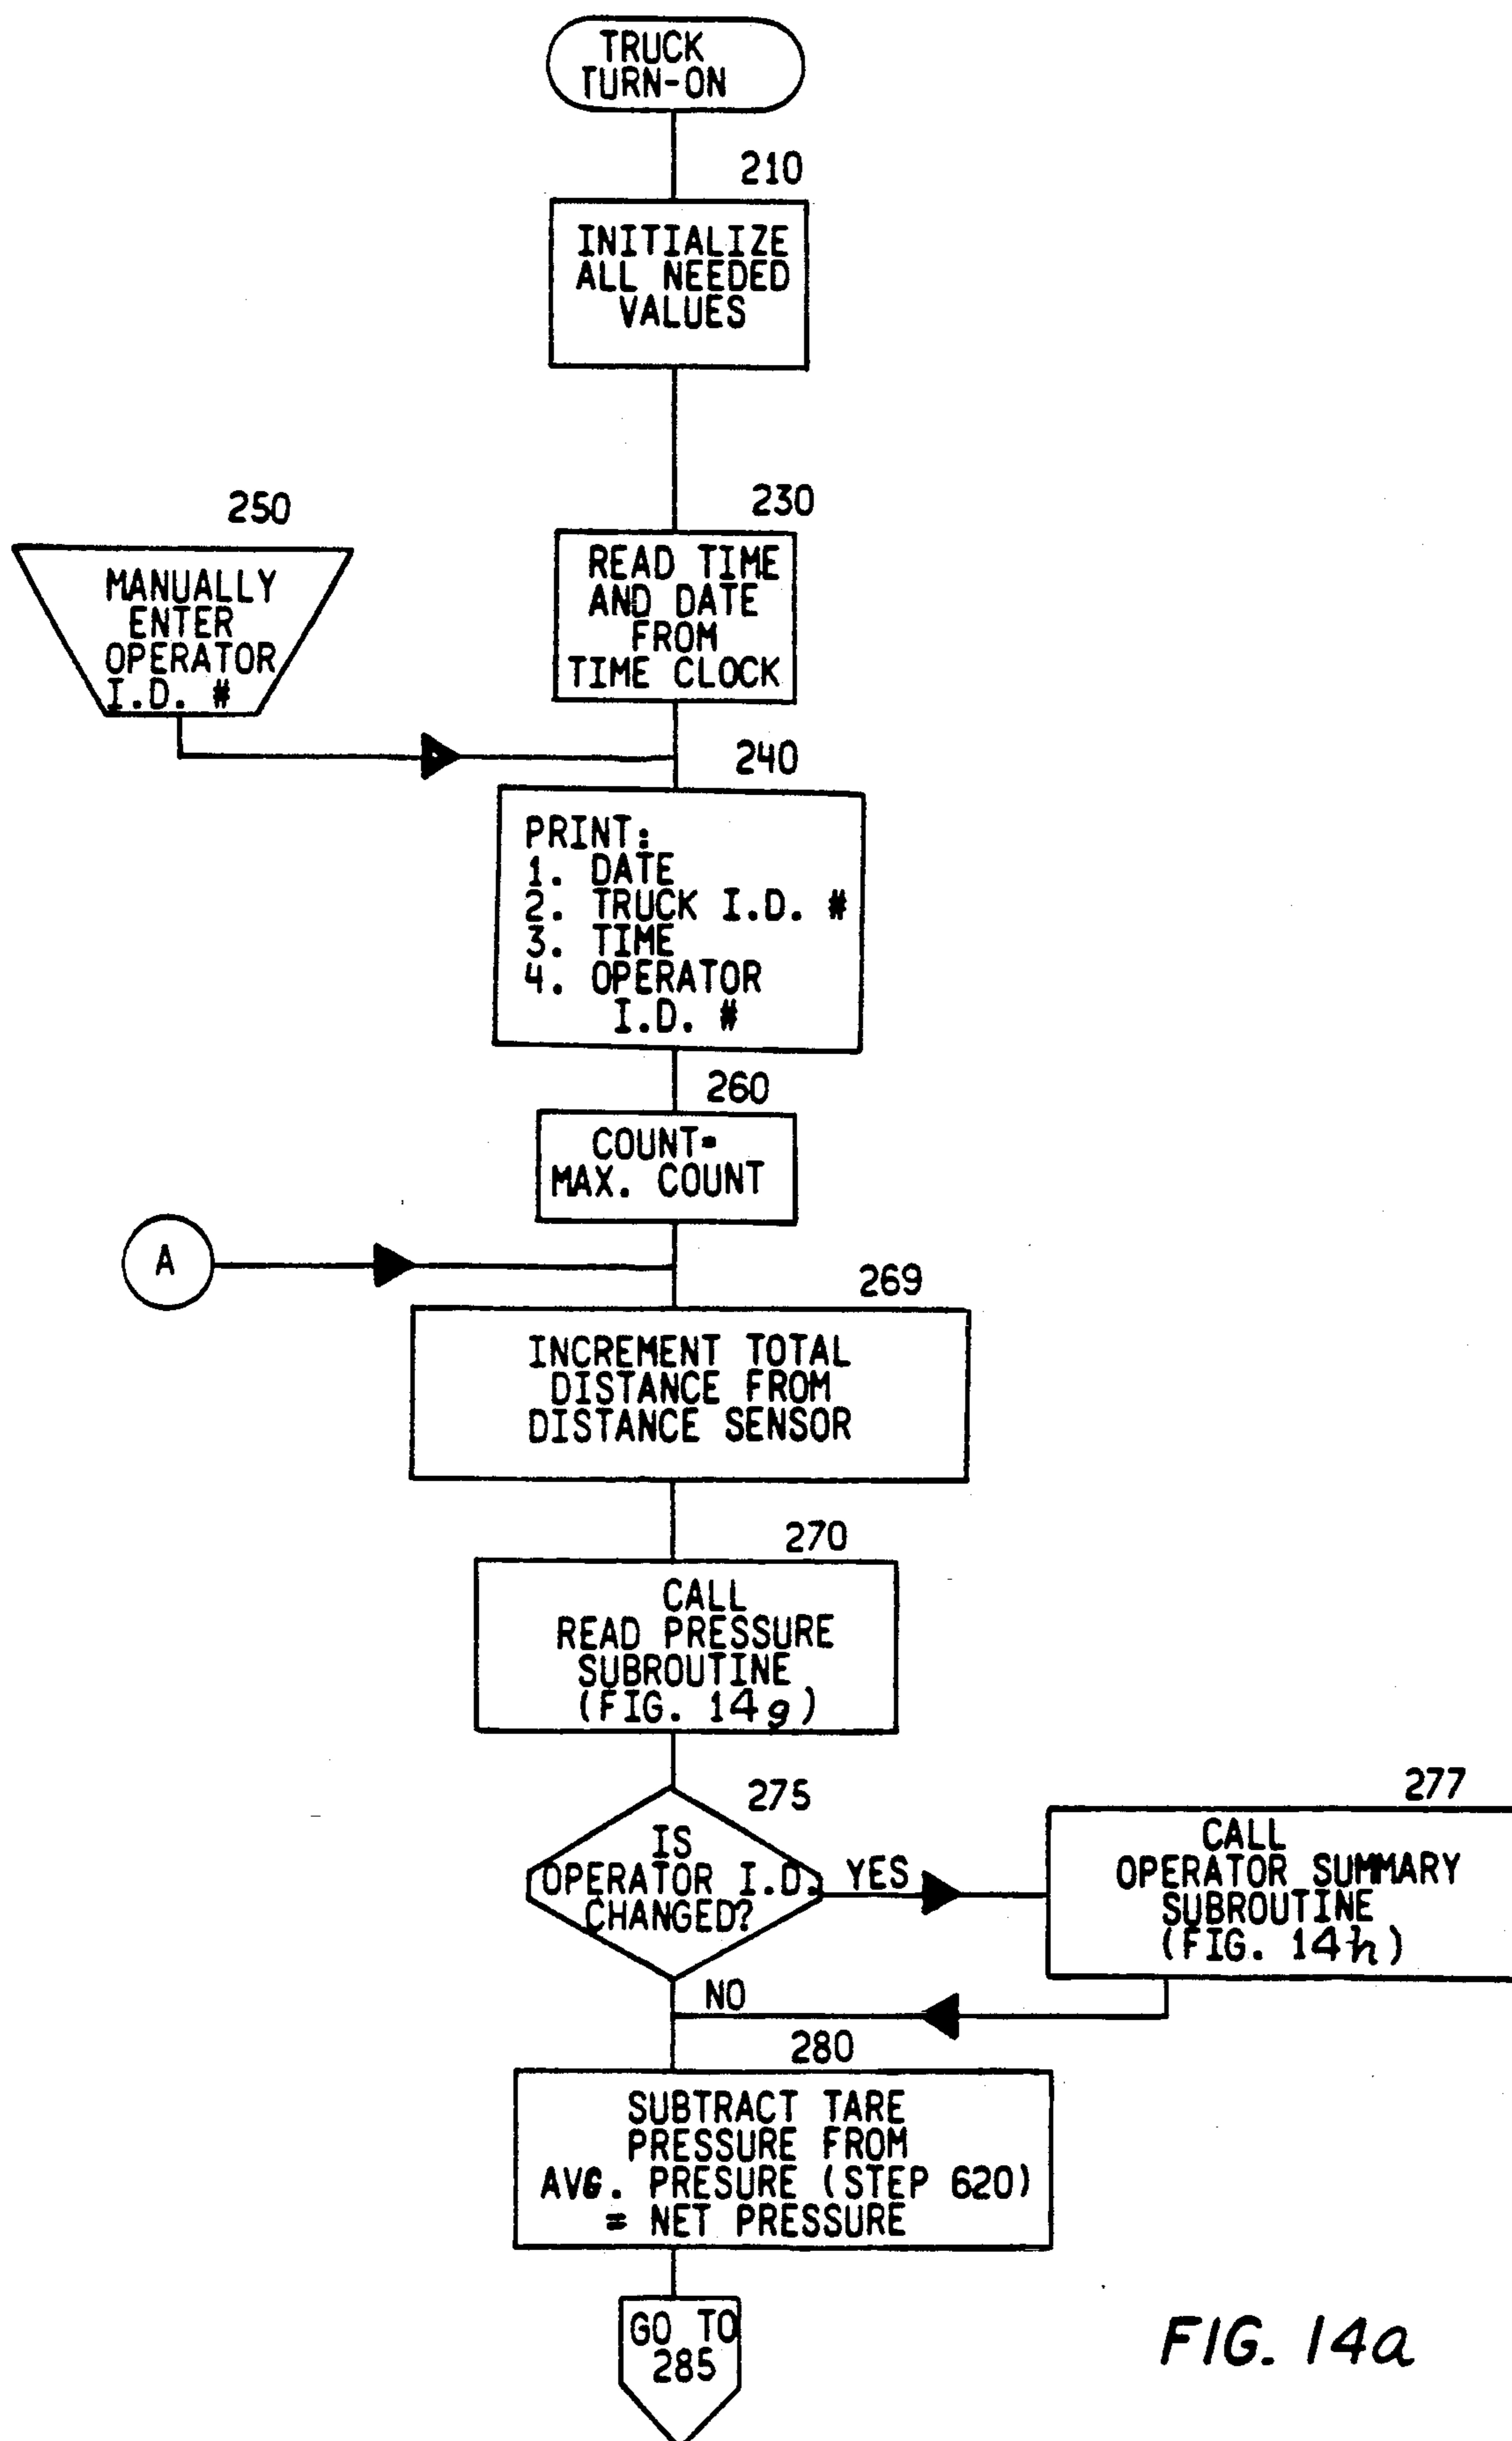 TRUCK
TURN-ON
210
INITIALIZE
ALL NEEDED
VALUES
250
MANUALLY
ENTER
OPERATOR
I.D. #
230
READ TIME
AND DATE
FROM
TIME CLOCK
240
PRINT:
1. DATE
2. TRUCK I.D. #
3. TIME
4. OPERATOR
I.D. #
260
COUNT=
MAX. COUNT
A
269
INCREMENT TOTAL
DISTANCE FROM
DISTANCE SENSOR
270
CALL
READ PRESSURE
SUBROUTINE
(FIG. 14g)
275
IS
OPERATOR I.D.
CHANGED?
YES
277
CALL
OPERATOR SUMMARY
SUBROUTINE
(FIG. 14h)
NO
280
SUBTRACT TARE
PRESSURE FROM
AVG. PRESURE (STEP 620)
= NET PRESSURE
GO TO
285
FIG. 14a